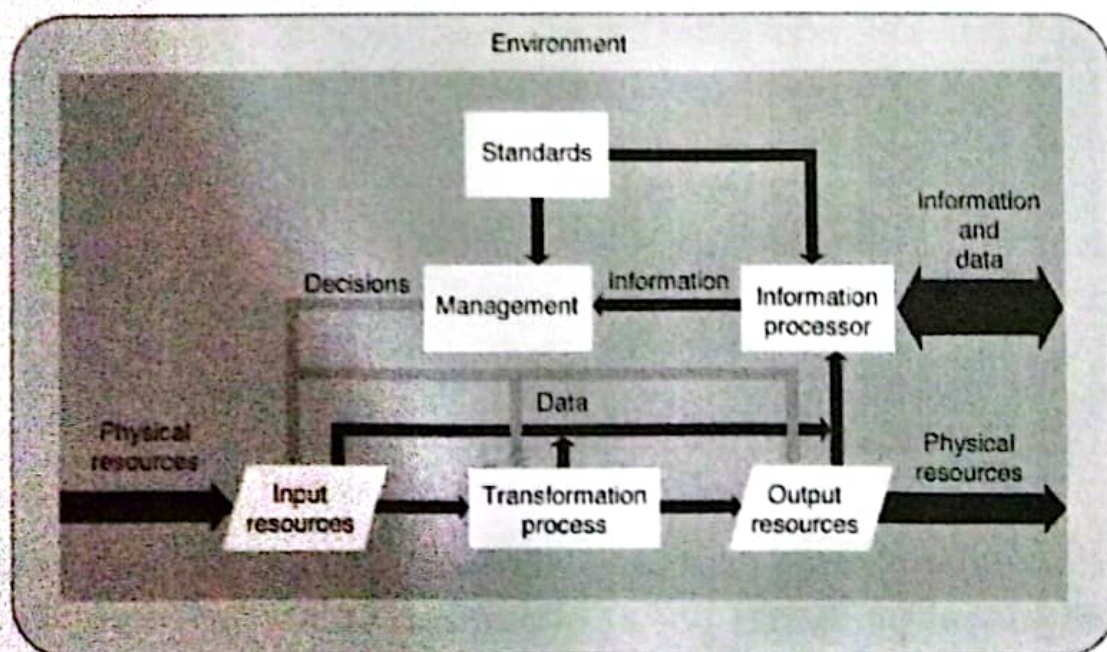 Environment
Standards
Information
and
data
Decisions
Management
Information
Information
processor
Data
Physical
resources
Physical
resources
Input
resources
Transformation
process
Output
resources